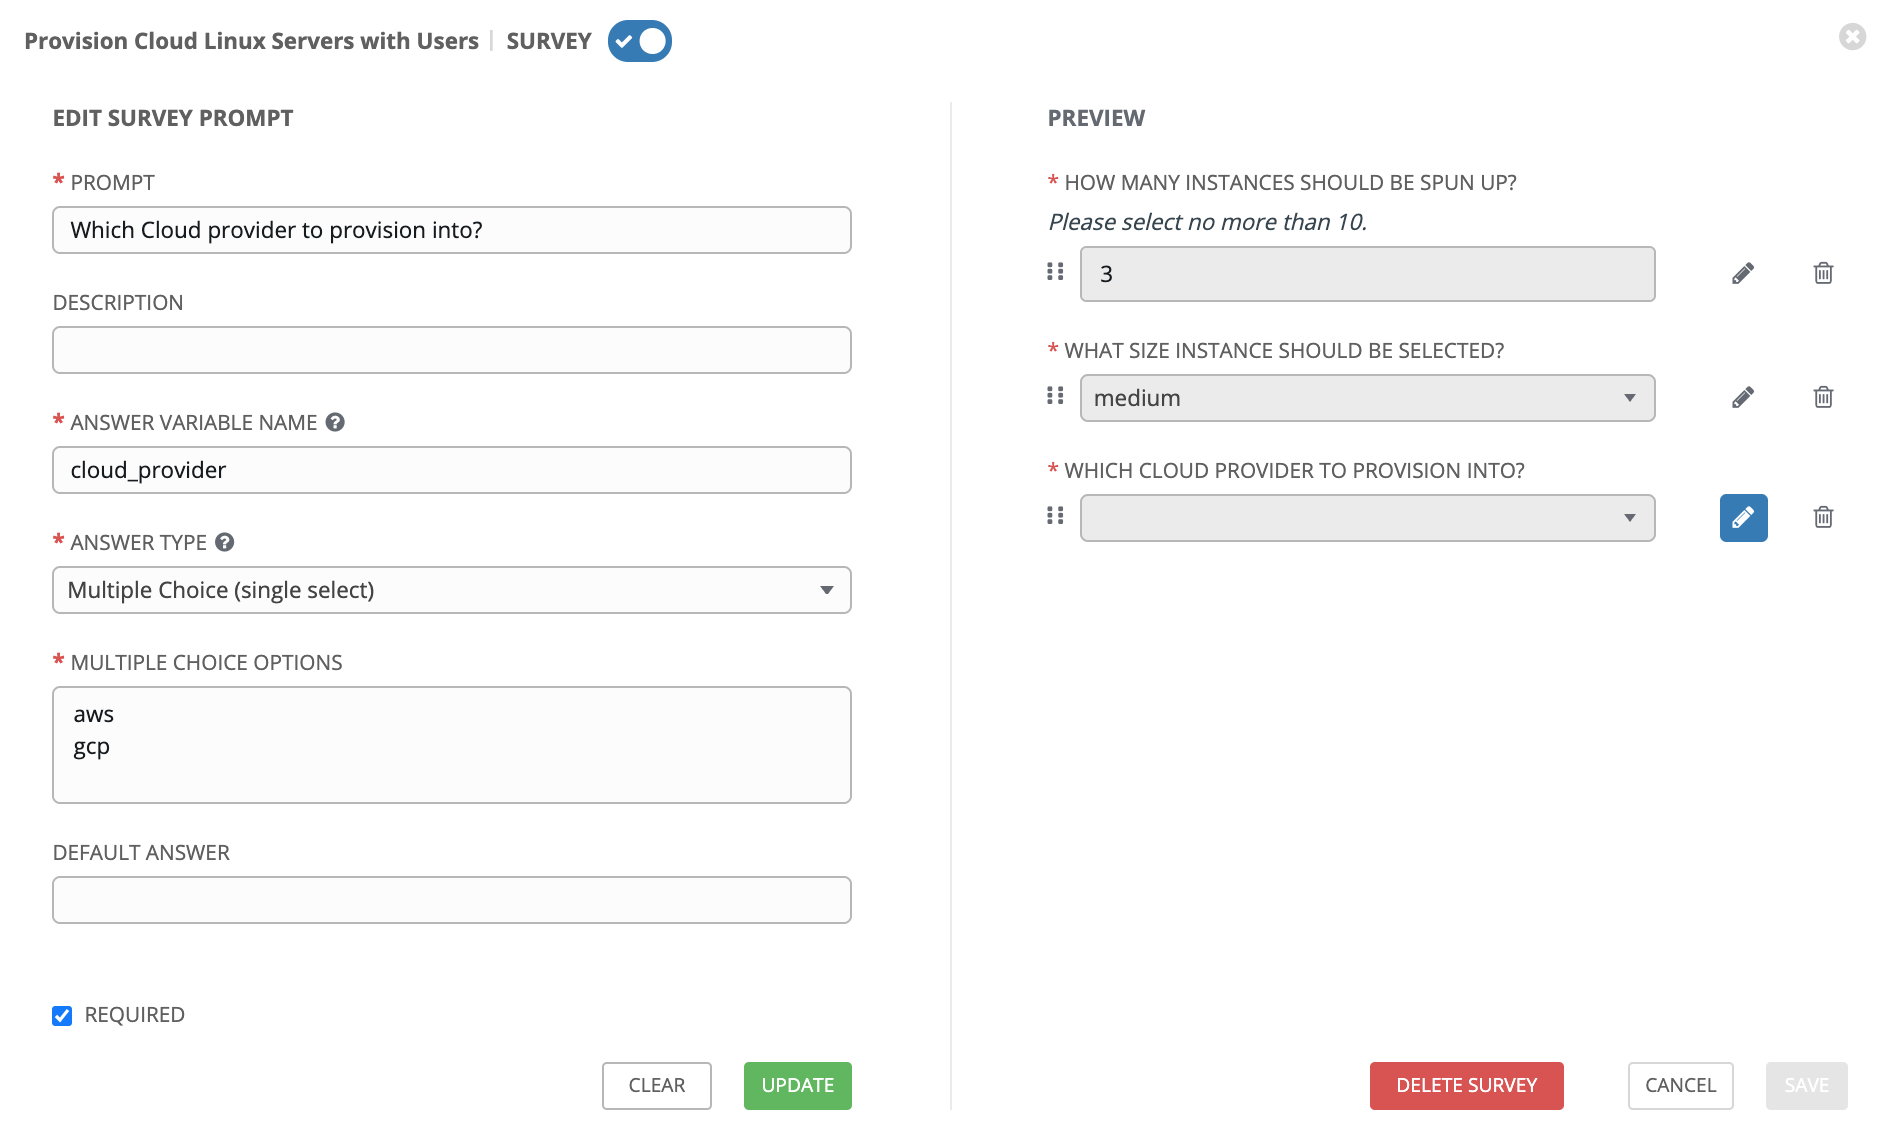 Provision Cloud Linux Servers with Users | SURVEY
EDIT SURVEY PROMPT
* PROMPT
Which Cloud provider to provision into?
DESCRIPTION
* ANSWER VARIABLE NAME ?
cloud_provider
* ANSWER TYPE ?
Multiple Choice (single select)
* MULTIPLE CHOICE OPTIONS
aws
gcp
DEFAULT ANSWER
REQUIRED
CLEAR
UPDATE
PREVIEW
* HOW MANY INSTANCES SHOULD BE SPUN UP?
Please select no more than 10.
3
* WHAT SIZE INSTANCE SHOULD BE SELECTED?
medium
* WHICH CLOUD PROVIDER TO PROVISION INTO?
DELETE SURVEY
CANCEL
SAVE